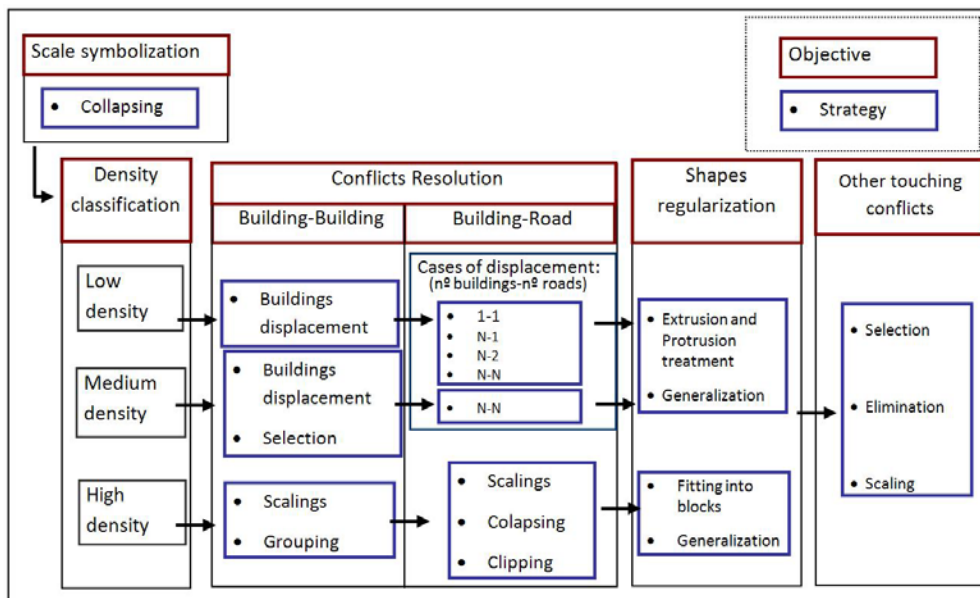 Scale symbolization
• Collapsing
Objective
• Strategy
Density
classification
Conflicts Resolution
Building-Building
Building-Road
Shapes
regularization
Other touching
conflicts
Low
density
• Buildings
displacement
Cases of displacement:
(nº buildings-nº roads)
• 1-1
• N-1
• N-2
• N-N
• Extrusion and
Protrusion
treatment
• Generalization
Medium
density
• Buildings
displacement
• Selection
• N-N
High
density
• Scalings
• Grouping
• Scalings
• Colapsing
• Clipping
• Fitting into
blocks
• Generalization
• Selection
• Elimination
• Scaling